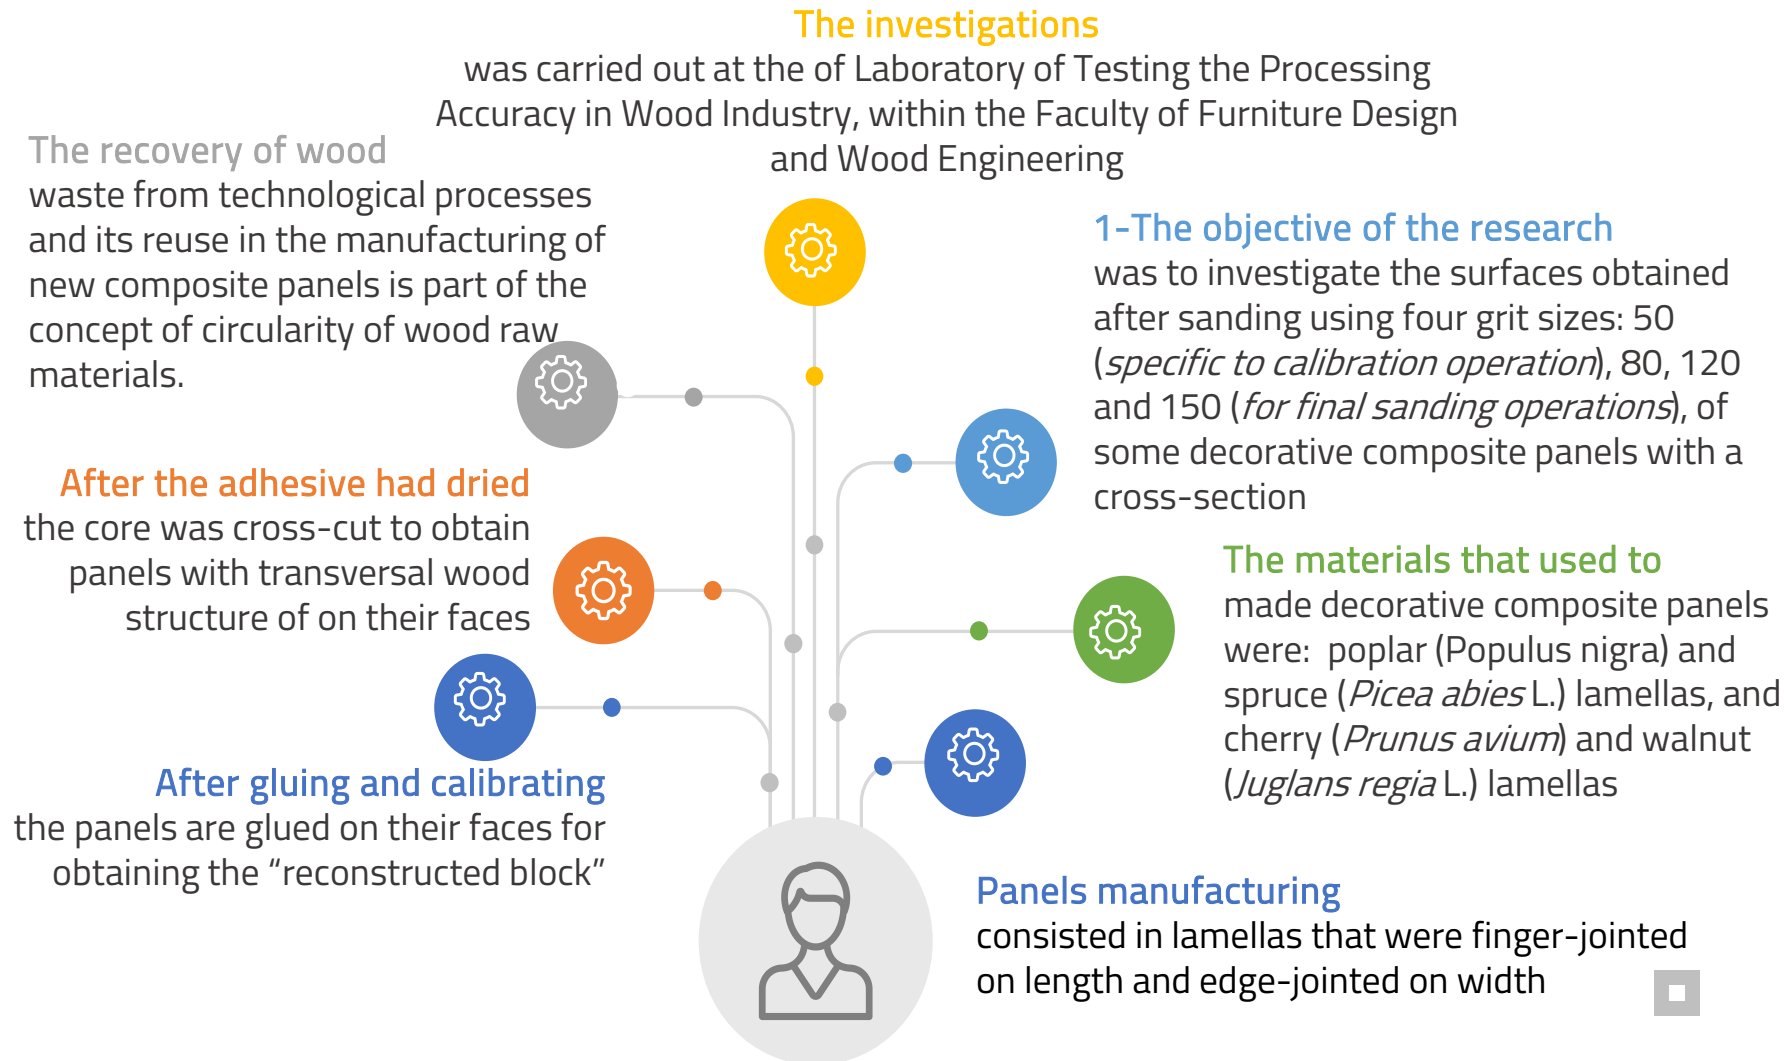 The investigations
was carried out at the of Laboratory of Testing the Processing
Accuracy in Wood Industry, within the Faculty of Furniture Design
and Wood Engineering
The recovery of wood
waste from technological processes
and its reuse in the manufacturing of
new composite panels is part of the
concept of circularity of wood raw
materials.
1-The objective of the research
was to investigate the surfaces obtained
after sanding using four grit sizes: 50
(specific to calibration operation), 80, 120
and 150 (for final sanding operations), of
some decorative composite panels with a
cross-section
After the adhesive had dried
the core was cross-cut to obtain
panels with transversal wood
structure of on their faces
The materials that used to
made decorative composite panels
were:  poplar (Populus nigra) and
spruce (Picea abies L.) lamellas, and
cherry (Prunus avium) and walnut
(Juglans regia L.) lamellas
After gluing and calibrating
the panels are glued on their faces for
obtaining the “reconstructed block”
Panels manufacturing
consisted in lamellas that were finger-jointed
on length and edge-jointed on width